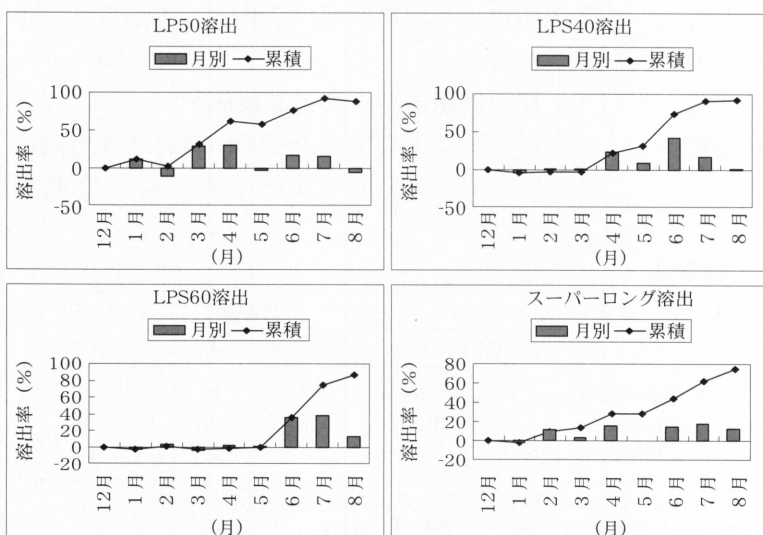 LP50溶出
月別 累積
溶出率（%）
100
50
0
-50
12月 1月 2月 3月 4月 5月 6月 7月 8月
（月）
LPS40溶出
月別 累積
溶出率（%）
100
50
0
-50
12月 1月 2月 3月 4月 5月 6月 7月 8月
（月）
LPS60溶出
月別 累積
溶出率（%）
100
80
60
40
20
0
-20
12月 1月 2月 3月 4月 5月 6月 7月 8月
（月）
スーパーロング溶出
月別 累積
溶出率（%）
80
60
40
20
0
-20
12月 1月 2月 3月 4月 5月 6月 7月 8月
（月）